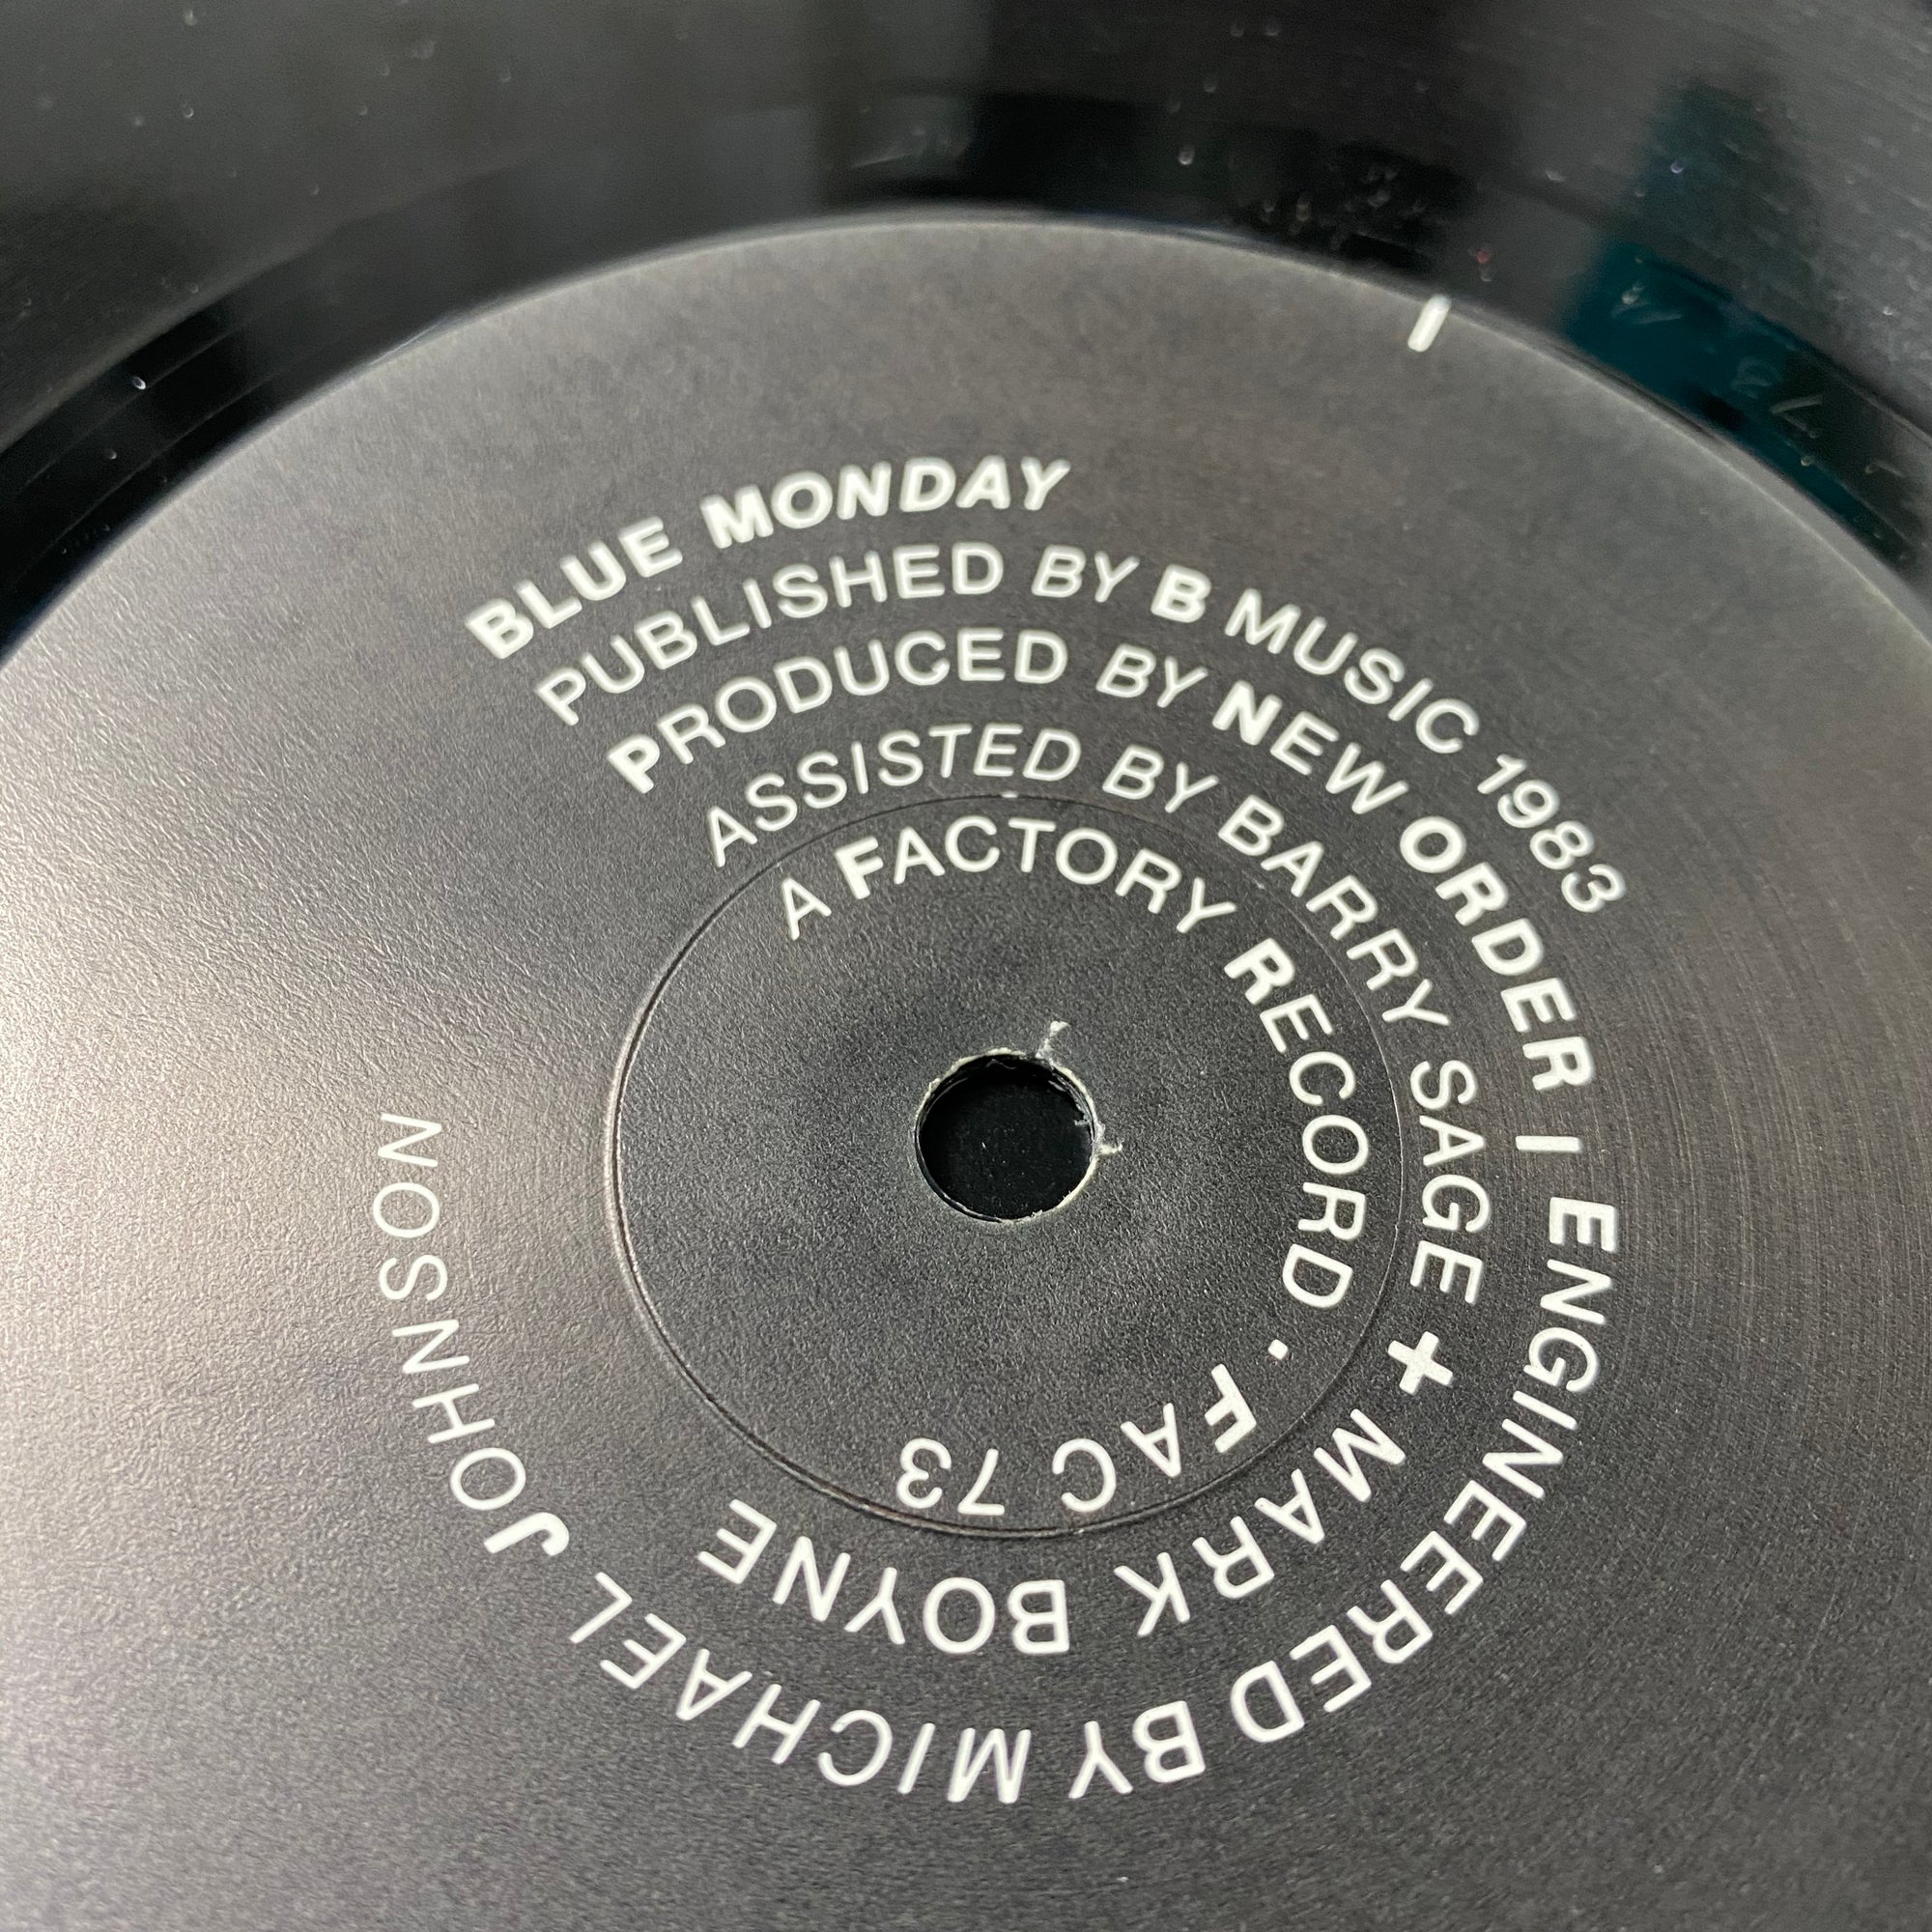 BLUE MONDAY
PUBLISHED BY B MUSIC 1983
PRODUCED BY NEW ORDER I ENGINEERED BY MICHAEL JOHNSON
ASSISTED BY BARRY SAGE + MARK BOYNE
A FACTORY RECORD · FAC 73